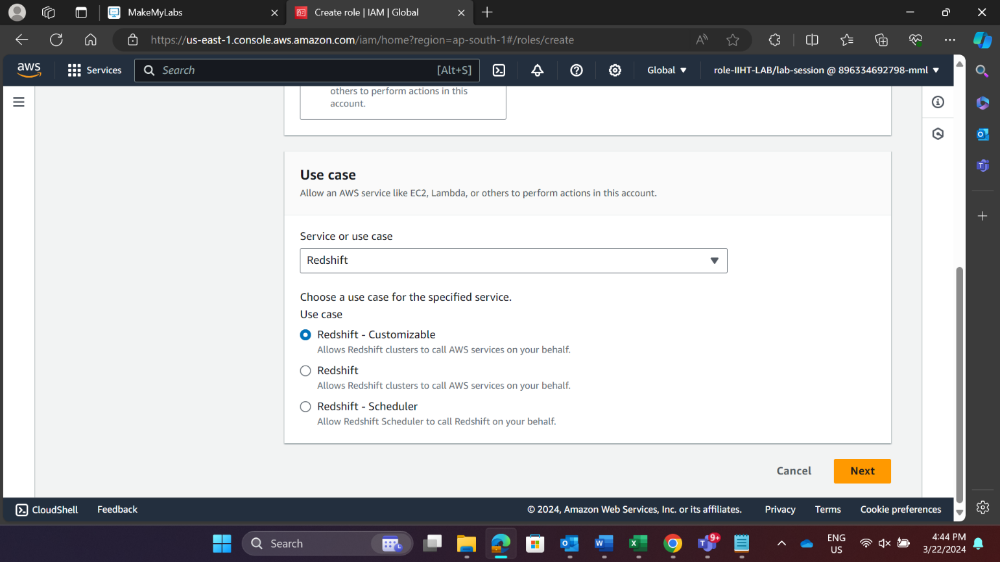 MakeMyLabs
Create role | IAM | Global
https://us-east-1.console.aws.amazon.com/iam/home?region=ap-south-1#/roles/create
aws
Services
Search
[Alt+S]
Global
role-IIHT-LAB/lab-session @ 896334692798-mml
others to perform actions in this
account.
Use case
Allow an AWS service like EC2, Lambda, or others to perform actions in this account.
Service or use case
Redshift
Choose a use case for the specified service.
Use case
Redshift - Customizable
Allows Redshift clusters to call AWS services on your behalf.
Redshift
Allows Redshift clusters to call AWS services on your behalf.
Redshift - Scheduler
Allow Redshift Scheduler to call Redshift on your behalf.
Cancel
Next
CloudShell
Feedback
© 2024, Amazon Web Services, Inc. or its affiliates.
Privacy
Terms
Cookie preferences
Search
9+
ENG
US
4:44 PM
3/22/2024